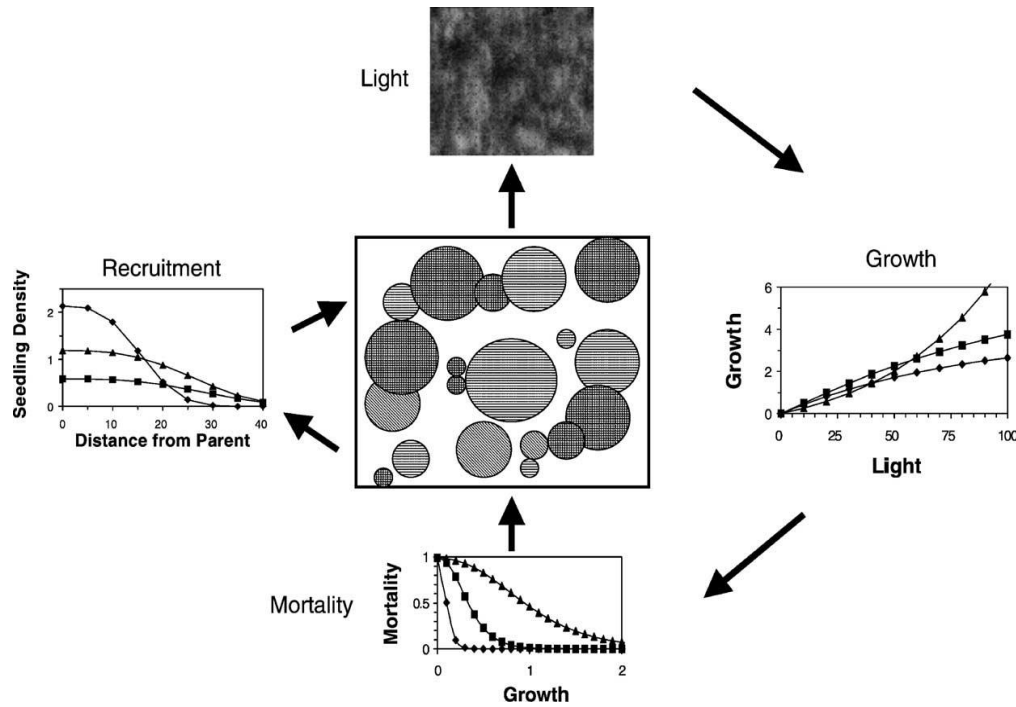 Light
Recruitment
Seedling Density
2
1
0
0 10 20 30 40
Distance from Parent
Growth
Growth
6
4
2
0
0 25 50 75 100
Light
Mortality
Mortality
1
0.5
0
0 1 2
Growth